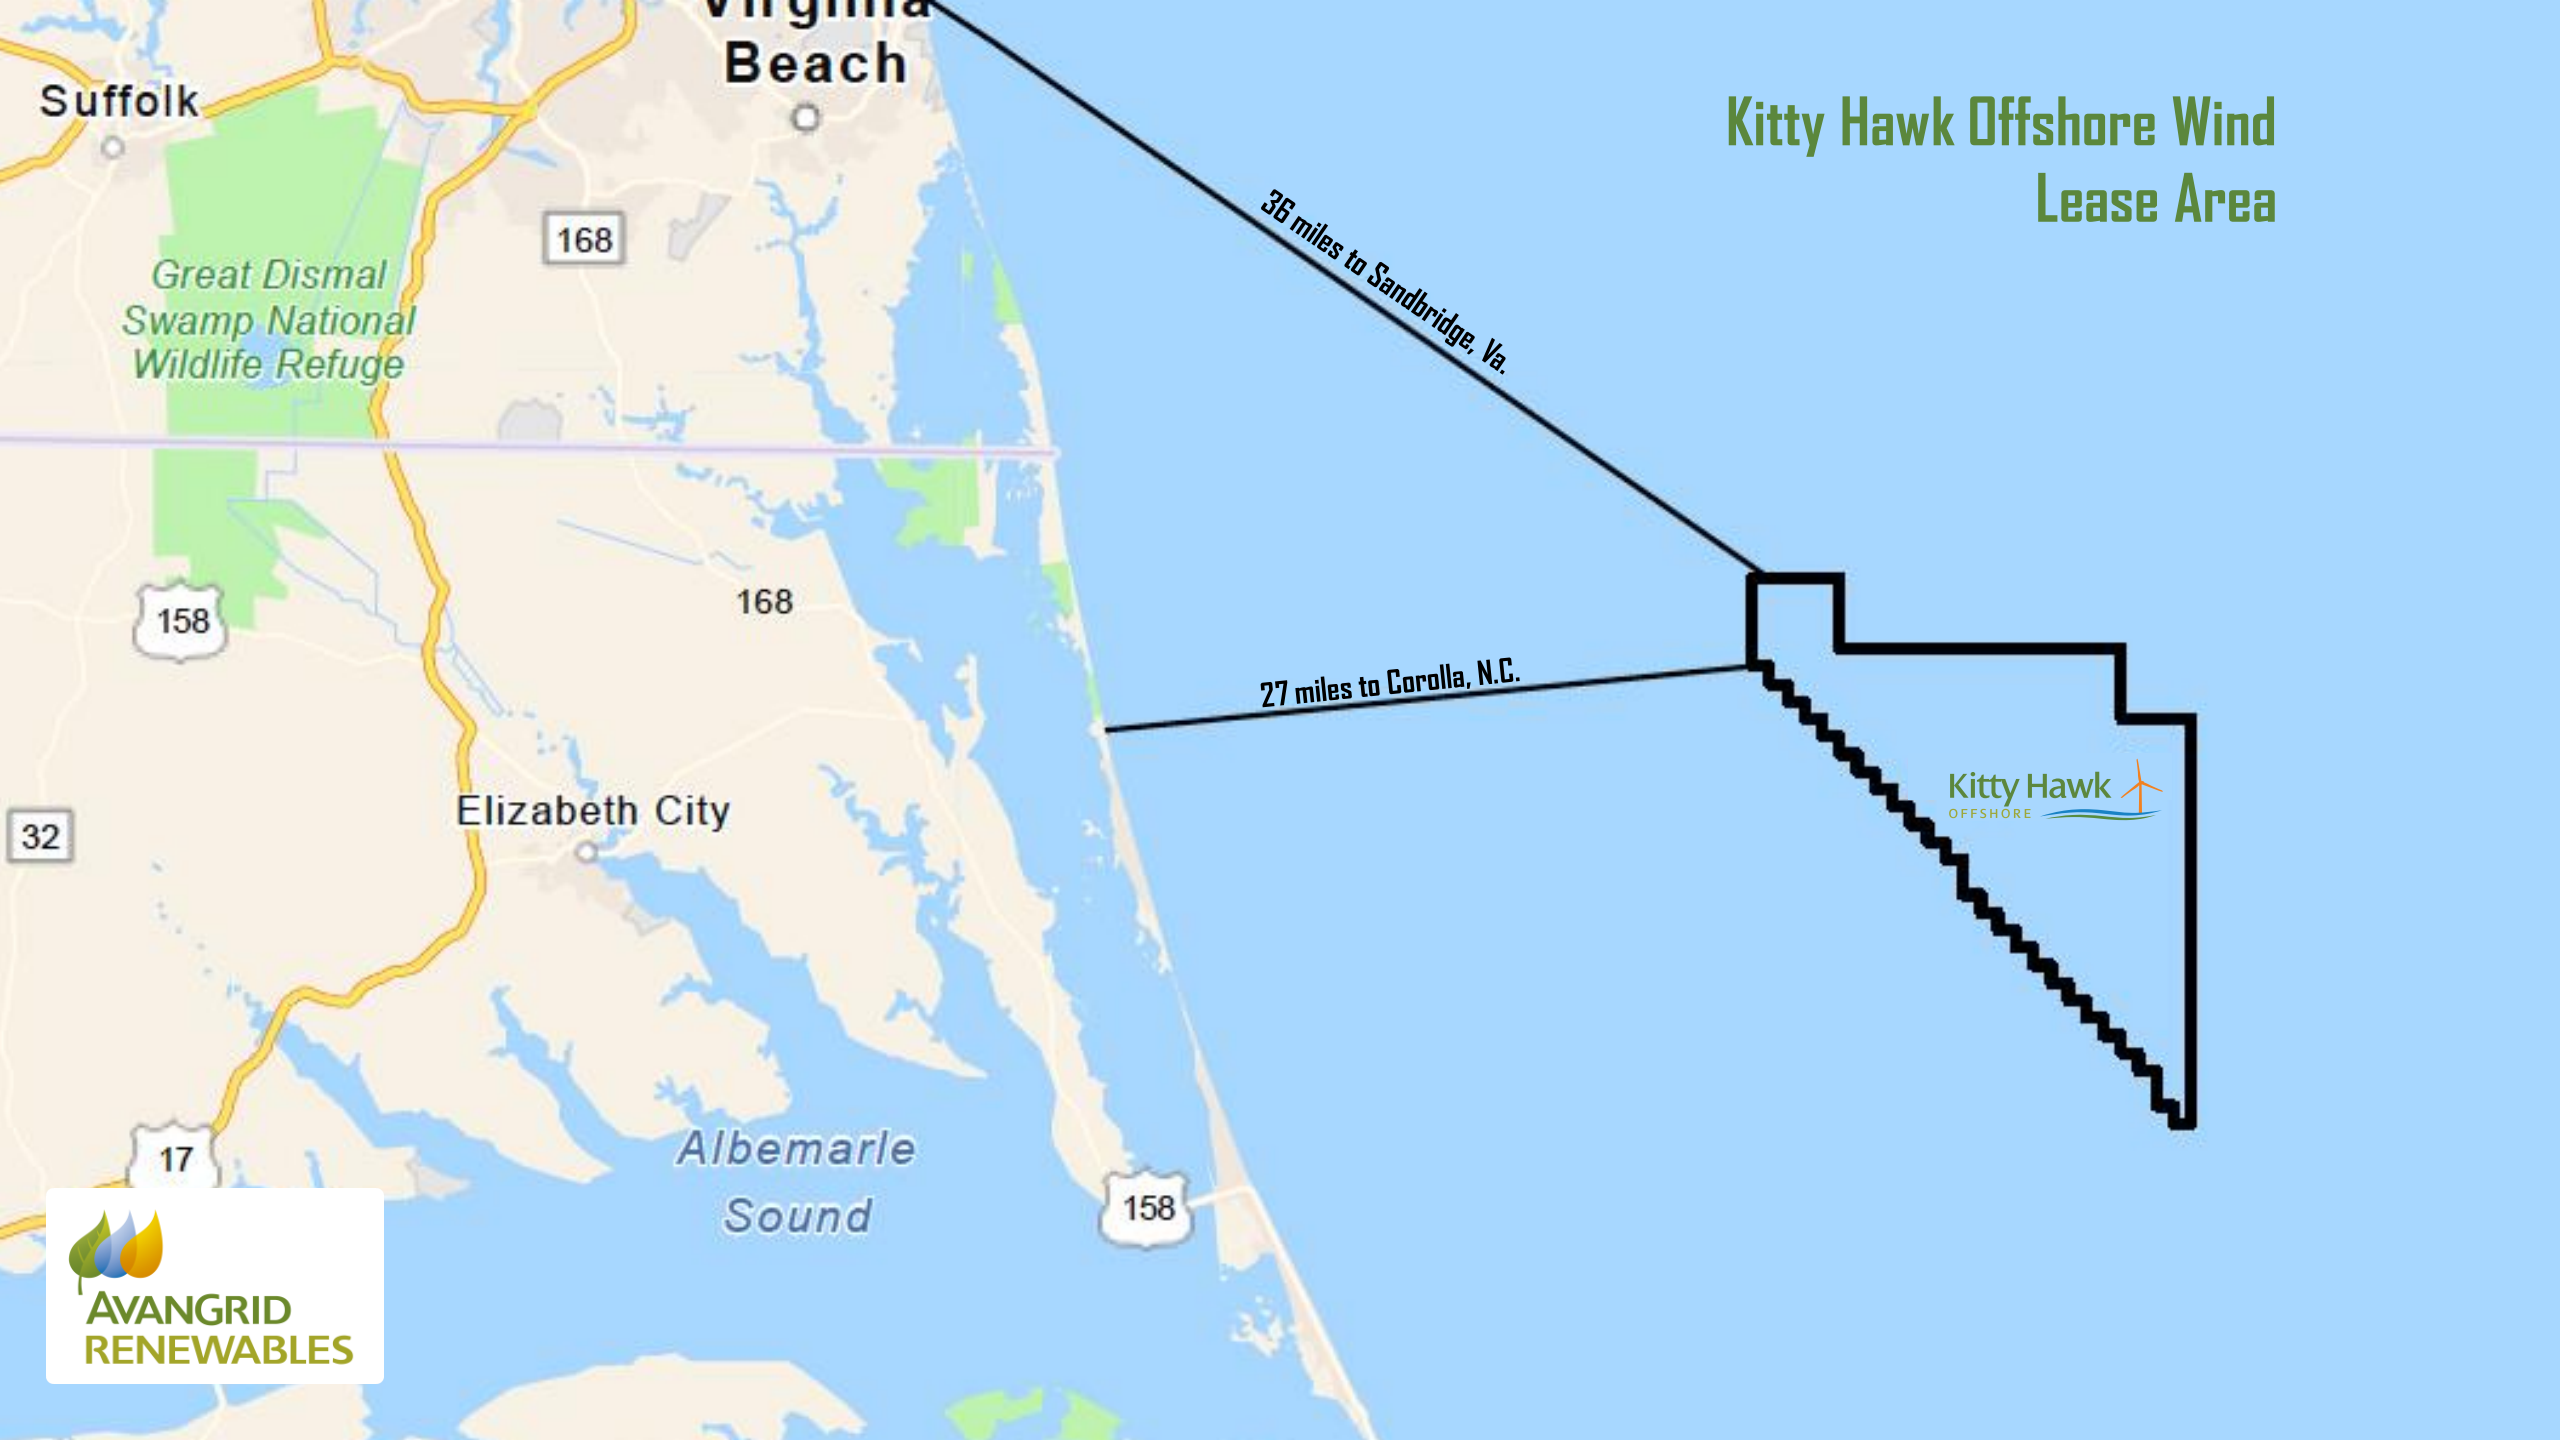 Virginia
Beach
Suffolk
Kitty Hawk Offshore Wind
Lease Area
36 miles to Sandbridge, Va.
168
Great Dismal
Swamp National
Wildlife Refuge
158
168
27 miles to Corolla, N.C.
Kitty Hawk
OFFSHORE
Elizabeth City
32
Albemarle
Sound
17
158
AVANGRID
RENEWABLES